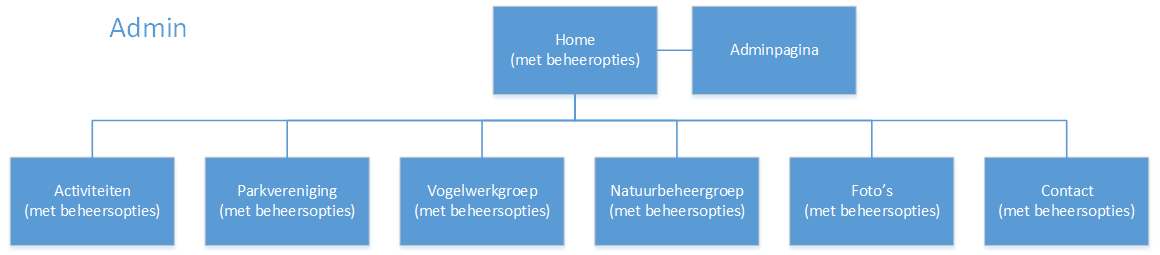 Admin
Home
(met beheeropties)
Adminpagina
Activiteiten
(met beheersopties)
Parkvereniging
(met beheersopties)
Vogelwerkgroep
(met beheersopties)
Natuurbeheergroep
(met beheersopties)
Foto's
(met beheersopties)
Contact
(met beheersopties)